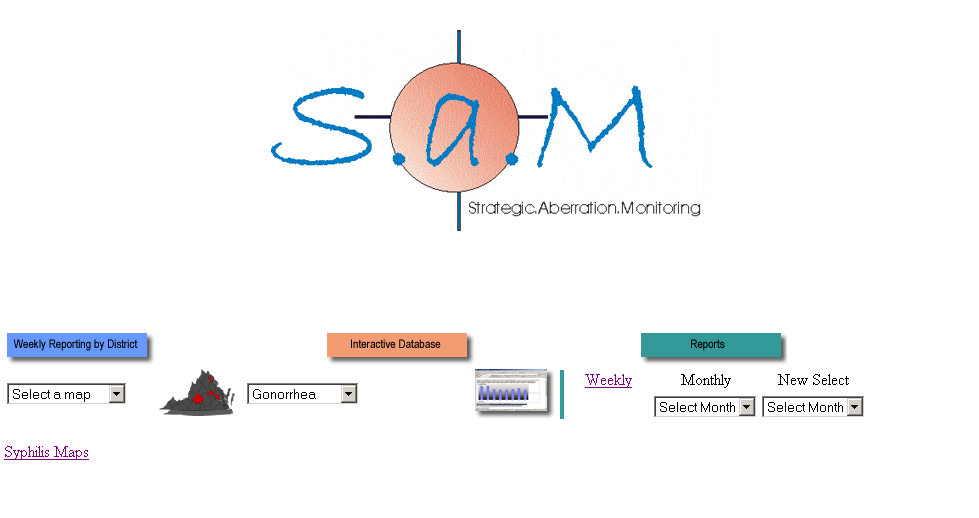 S.a.M
Strategic.Aberration.Monitoring
Weekly Reporting by District
Interactive Database
Reports
Select a map
Gonorrhea
Weekly
Monthly
New Select
Select Month
Select Month
Syphilis Maps